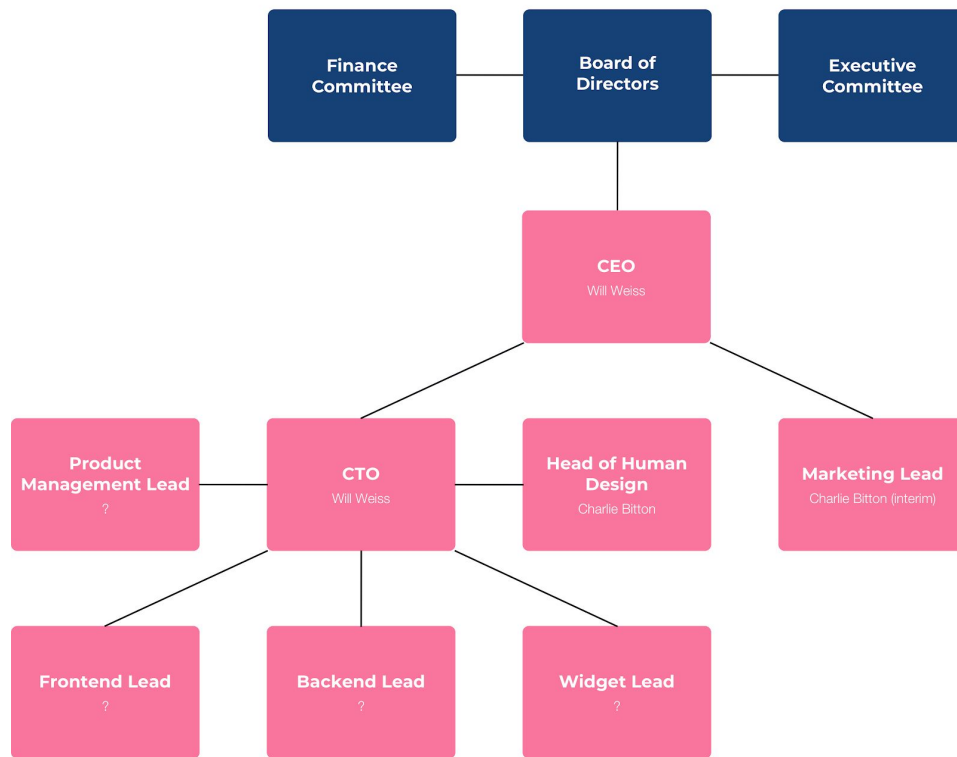 Finance
Committee
Board of
Directors
Executive
Committee
CEO
Will Weiss
Product
Management Lead
?
CTO
Will Weiss
Head of Human
Design
Charlie Bitton
Marketing Lead
Charlie Bitton (interim)
Frontend Lead
?
Backend Lead
?
Widget Lead
?